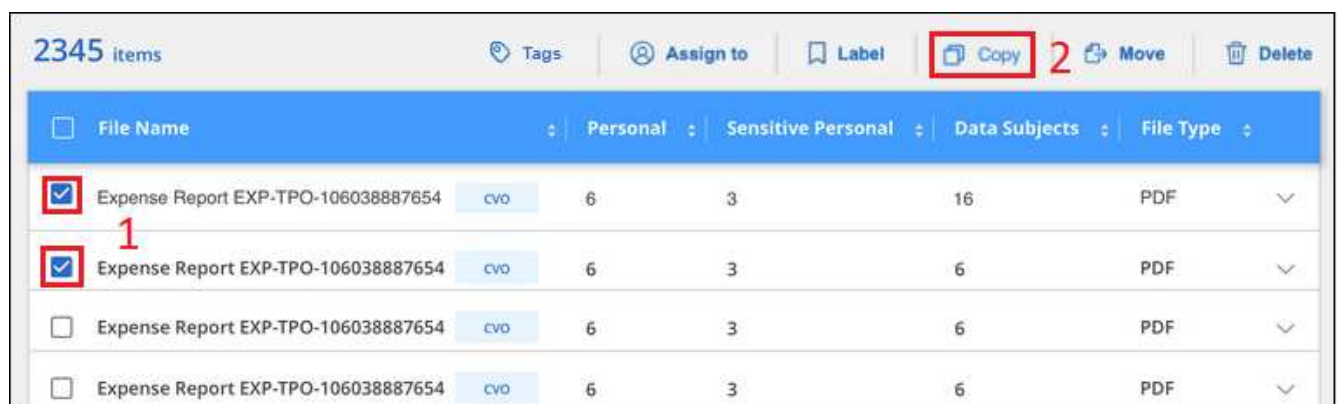 2345 items Tags Assign to Label Copy 2 Move Delete
File Name Personal Sensitive Personal Data Subjects File Type
Expense Report EXP-TPO-106038887654 CVO 6 3 16 PDF
1
Expense Report EXP-TPO-106038887654 CVO 6 3 6 PDF
Expense Report EXP-TPO-106038887654 CVO 6 3 6 PDF
Expense Report EXP-TPO-106038887654 CVO 6 3 6 PDF